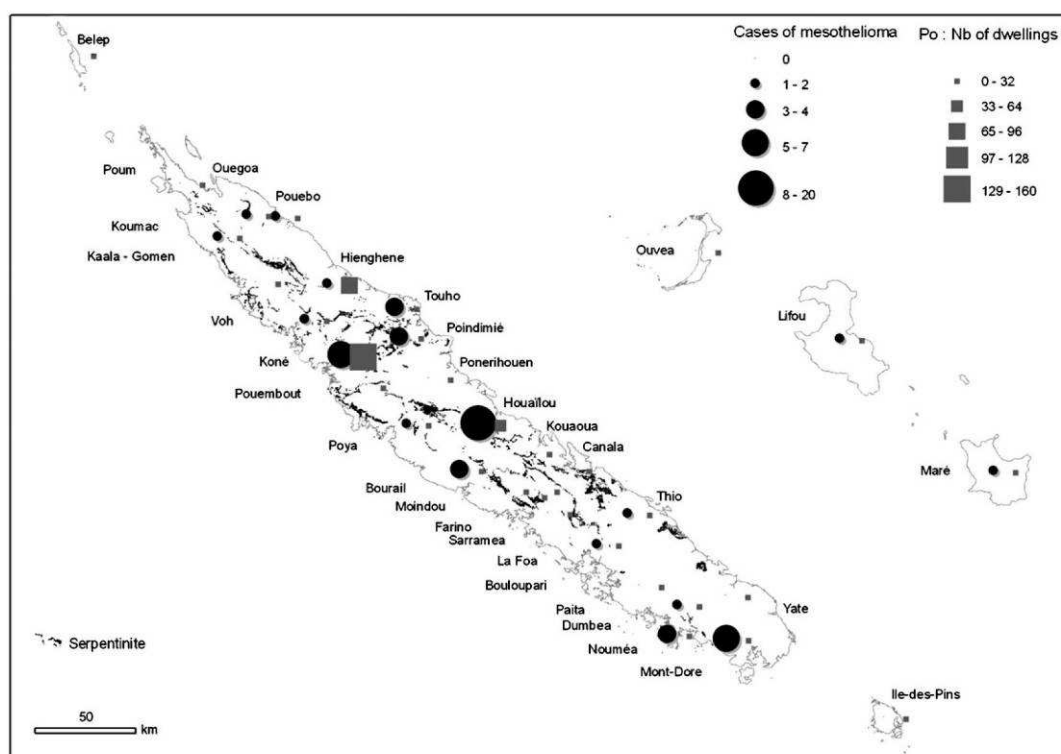 Belep
Cases of mesothelioma
0
1 - 2
3 - 4
5 - 7
8 - 20
Po : Nb of dwellings
0 - 32
33 - 64
65 - 96
97 - 128
129 - 160
Poum
Ouegoa
Pouebo
Koumac
Kaala - Gomen
Hienghene
Ouvea
Touho
Voh
Lifou
Poindimié
Koné
Ponerihouen
Pouembout
Houaïlou
Kouaoua
Poya
Canala
Maré
Bourail
Moindou
Thio
Farino
Sarramea
La Foa
Bouloupari
Paita
Yate
Dumbea
Serpentinite
Nouméa
Mont-Dore
Ile-des-Pins
50
km